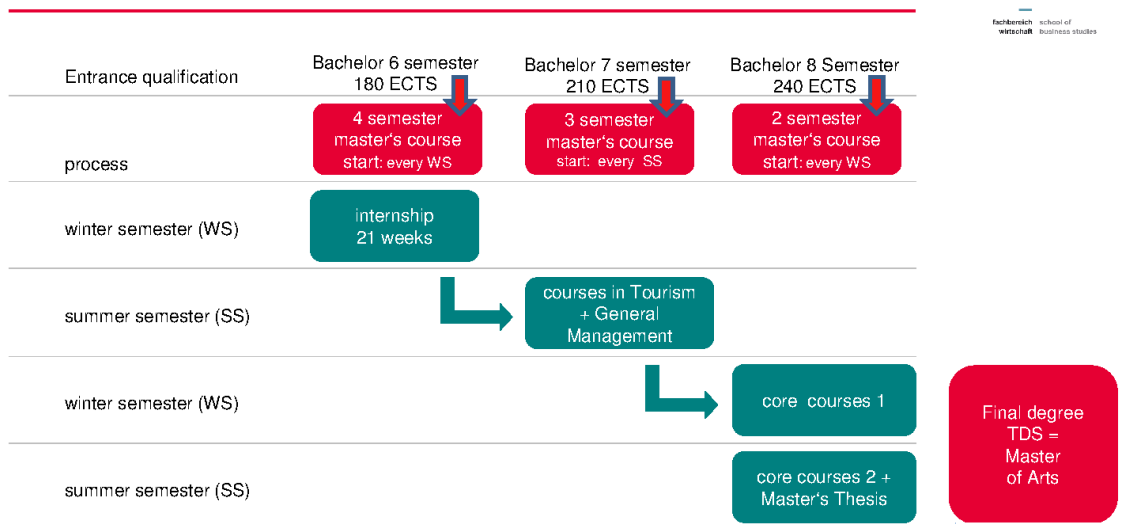 fachbereich school of
wirtschaft business studies
Entrance qualification
Bachelor 6 semester
180 ECTS
Bachelor 7 semester
210 ECTS
Bachelor 8 Semester
240 ECTS
process
4 semester
master‘s course
start: every WS
3 semester
master‘s course
start: every SS
2 semester
master‘s course
start: every WS
winter semester (WS)
internship
21 weeks
summer semester (SS)
courses in Tourism
+ General
Management
winter semester (WS)
core courses 1
summer semester (SS)
core courses 2 +
Master‘s Thesis
Final degree
TDS =
Master
of Arts